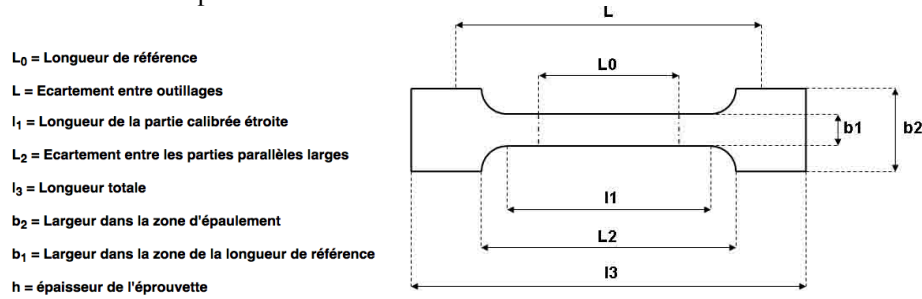 L₀ = Longueur de référence
L = Ecartement entre outillages
l₁ = Longueur de la partie calibrée étroite
L₂ = Ecartement entre les parties parallèles larges
l₃ = Longueur totale
b₂ = Largeur dans la zone d'épaulement
b₁ = Largeur dans la zone de la longueur de référence
h = épaisseur de l'éprouvette
L
L0
b1
b2
l1
L2
l3